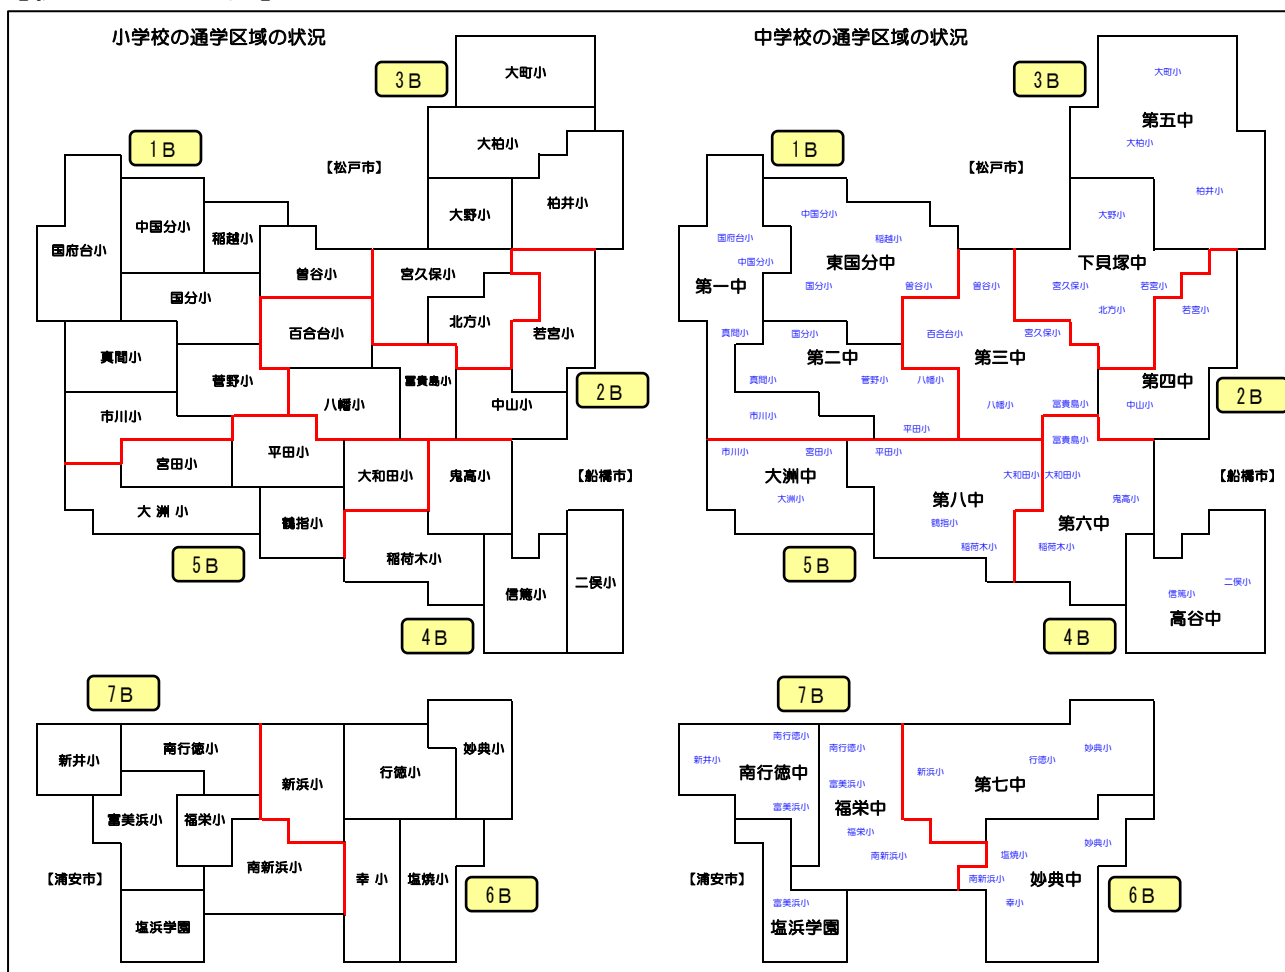 小学校の通学区域の状況
3B
大町小
大柏小
1B
【松戸市】
柏井小
大野小
中国分小
稲越小
国府台小
曽谷小
宮久保小
国分小
北方小
百合台小
若宮小
真間小
菅野小
冨貴島小
2B
八幡小
中山小
市川小
平田小
宮田小
大和田小
鬼高小
【船橋市】
大洲小
鶴指小
稲荷木小
5B
信篤小
二俣小
4B
7B
南行徳小
妙典小
新井小
新浜小
行徳小
富美浜小
福栄小
南新浜小
【浦安市】
幸小
塩焼小
6B
塩浜学園
中学校の通学区域の状況
3B
大町小
第五中
大柏小
1B
【松戸市】
柏井小
中国分小
大野小
国府台小
稲越小
中国分小
東国分中
下貝塚中
第一中
国分小
曽谷小
曽谷小
宮久保小
若宮小
北方小
若宮小
真間小
国分小
百合台小
宮久保小
第二中
第三中
真間小
菅野小
八幡小
第四中
2B
市川小
八幡小
冨貴島小
中山小
平田小
冨貴島小
市川小
宮田小
平田小
大洲中
大和田小
大和田小
【船橋市】
大洲小
第八中
鬼高小
鶴指小
第六中
稲荷木小
稲荷木小
5B
信篤小
二俣小
高谷中
4B
7B
南行徳小
南行徳小
妙典小
新井小
南行徳中
新浜小
行徳小
第七中
富美浜小
富美浜小
福栄中
福栄小
妙典小
南新浜小
塩焼小
【浦安市】
南新浜小
妙典中
6B
富美浜小
幸小
塩浜学園